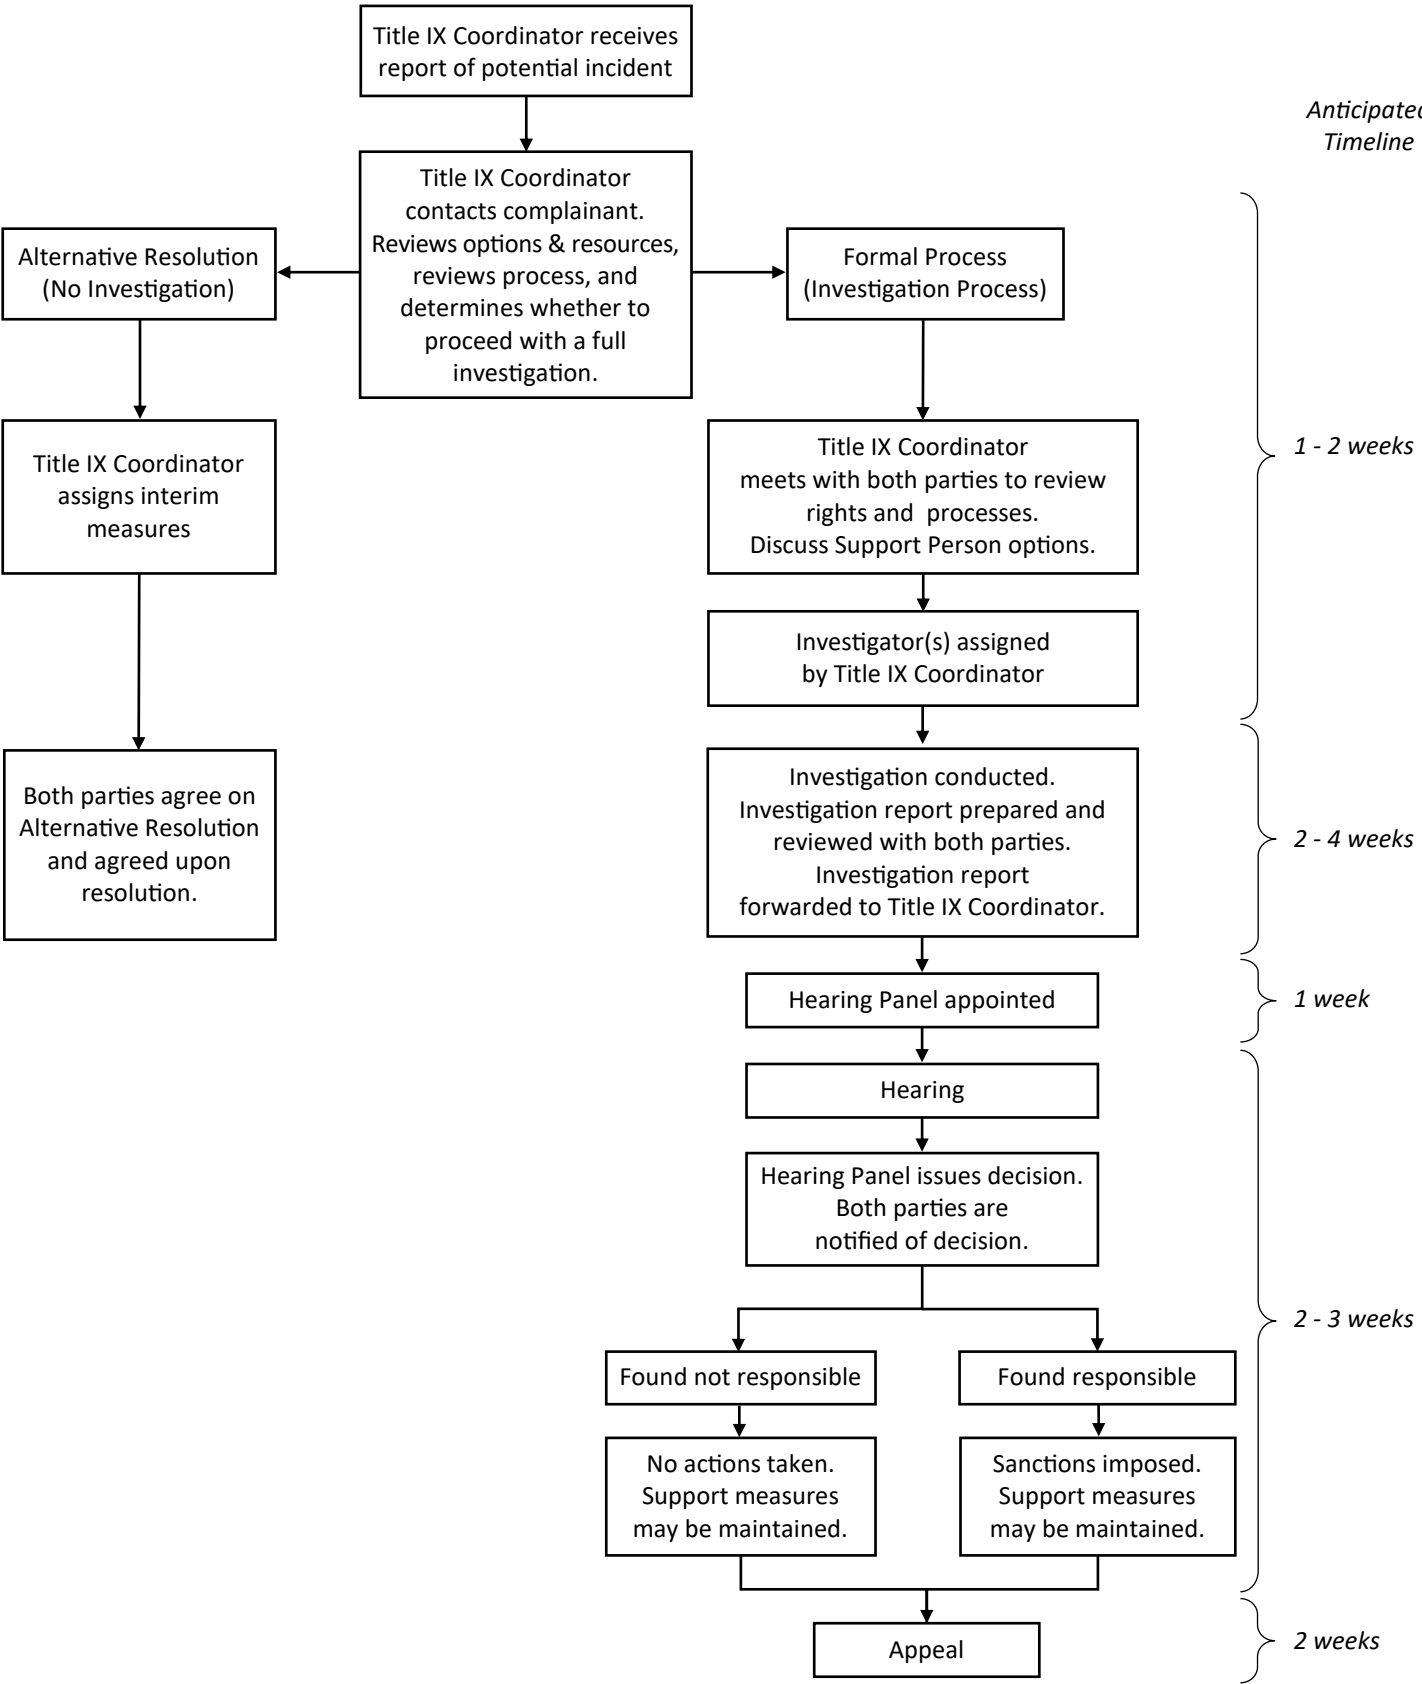 Title IX Coordinator receives
report of potential incident
Anticipated
Timeline
Title IX Coordinator
contacts complainant.
Reviews options & resources,
reviews process, and
determines whether to
proceed with a full
investigation.
Alternative Resolution
(No Investigation)
Formal Process
(Investigation Process)
Title IX Coordinator
assigns interim
measures
Title IX Coordinator
meets with both parties to review
rights and  processes.
Discuss Support Person options.
1 - 2 weeks
Investigator(s) assigned
by Title IX Coordinator
Both parties agree on
Alternative Resolution
and agreed upon
resolution.
Investigation conducted.
Investigation report prepared and
reviewed with both parties.
Investigation report
forwarded to Title IX Coordinator.
2 - 4 weeks
Hearing Panel appointed
1 week
Hearing
Hearing Panel issues decision.
Both parties are
notified of decision.
2 - 3 weeks
Found not responsible
Found responsible
No actions taken.
Support measures
may be maintained.
Sanctions imposed.
Support measures
may be maintained.
Appeal
2 weeks